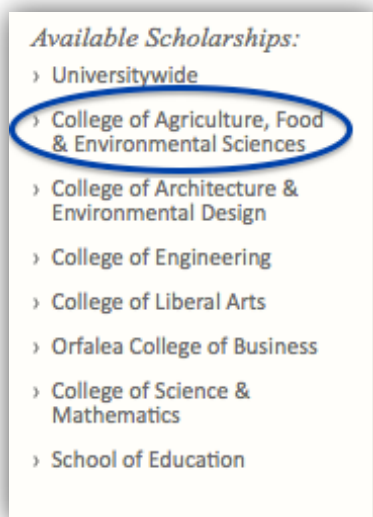 Available Scholarships:
› Universitywide
› College of Agriculture, Food
& Environmental Sciences
› College of Architecture &
Environmental Design
› College of Engineering
› College of Liberal Arts
› Orfalea College of Business
› College of Science &
Mathematics
› School of Education